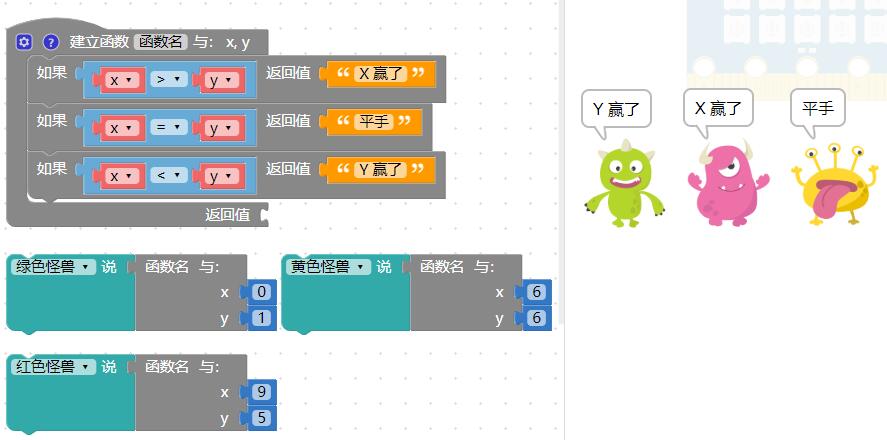 ? 建立函数 函数名 与: x, y
如果 x > y 返回值 “ X 赢了 ”
如果 x = y 返回值 “ 平手 ”
如果 x < y 返回值 “ Y 赢了 ”
返回值
绿色怪兽 说 函数名 与:
x 0
y 1
黄色怪兽 说 函数名 与:
x 6
y 6
红色怪兽 说 函数名 与:
x 9
y 5
Y 赢了
X 赢了
平手